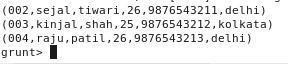 (002,sejal,tiwari,26,9876543211,delhi)
(003,kinjal,shah,25,9876543212,kolkata)
(004,raju,patil,26,9876543213,delhi)
grunt>